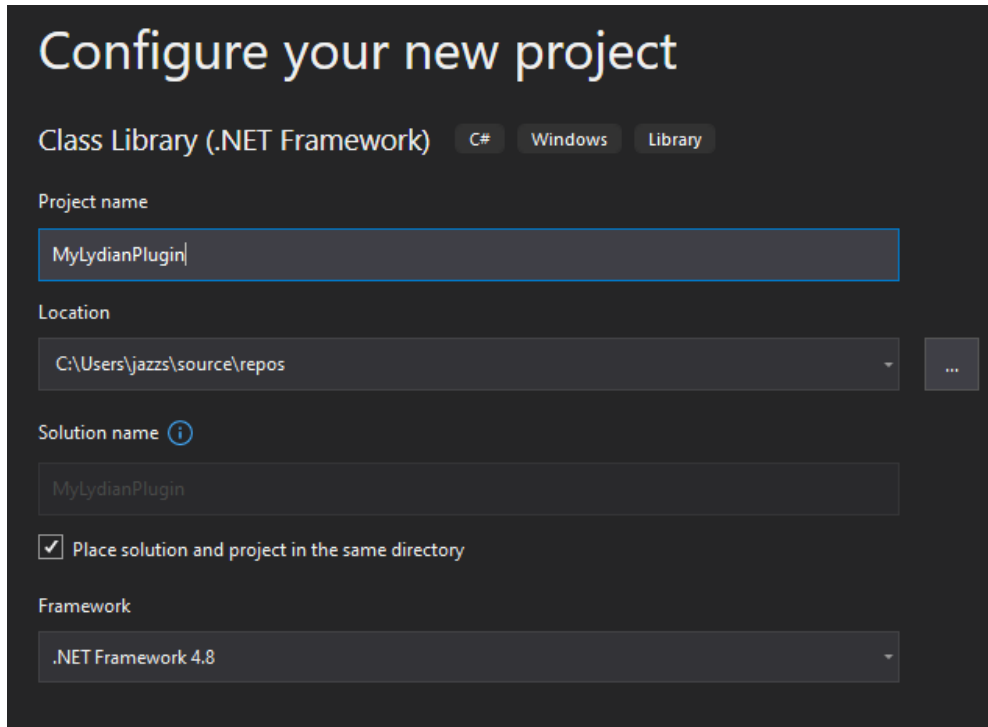 Configure your new project
Class Library (.NET Framework) C# Windows Library
Project name
MyLydianPlugin
Location
C:\Users\jazzs\source\repos
...
Solution name
MyLydianPlugin
Place solution and project in the same directory
Framework
.NET Framework 4.8